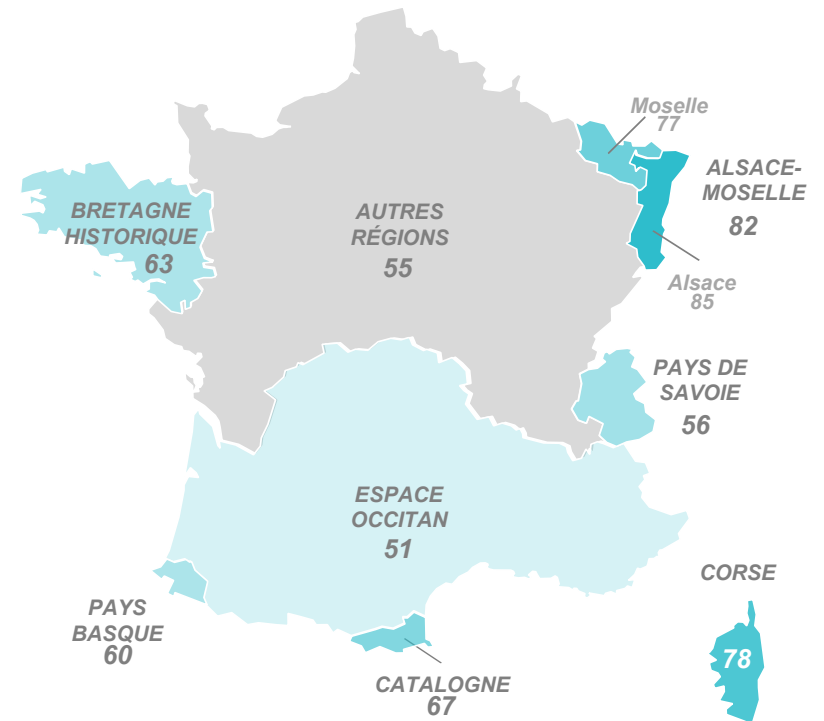 Moselle
77
ALSACE-
MOSELLE
82
Alsace
85
BRETAGNE
HISTORIQUE
63
AUTRES
RÉGIONS
55
PAYS DE
SAVOIE
56
ESPACE
OCCITAN
51
PAYS
BASQUE
60
CATALOGNE
67
CORSE
78